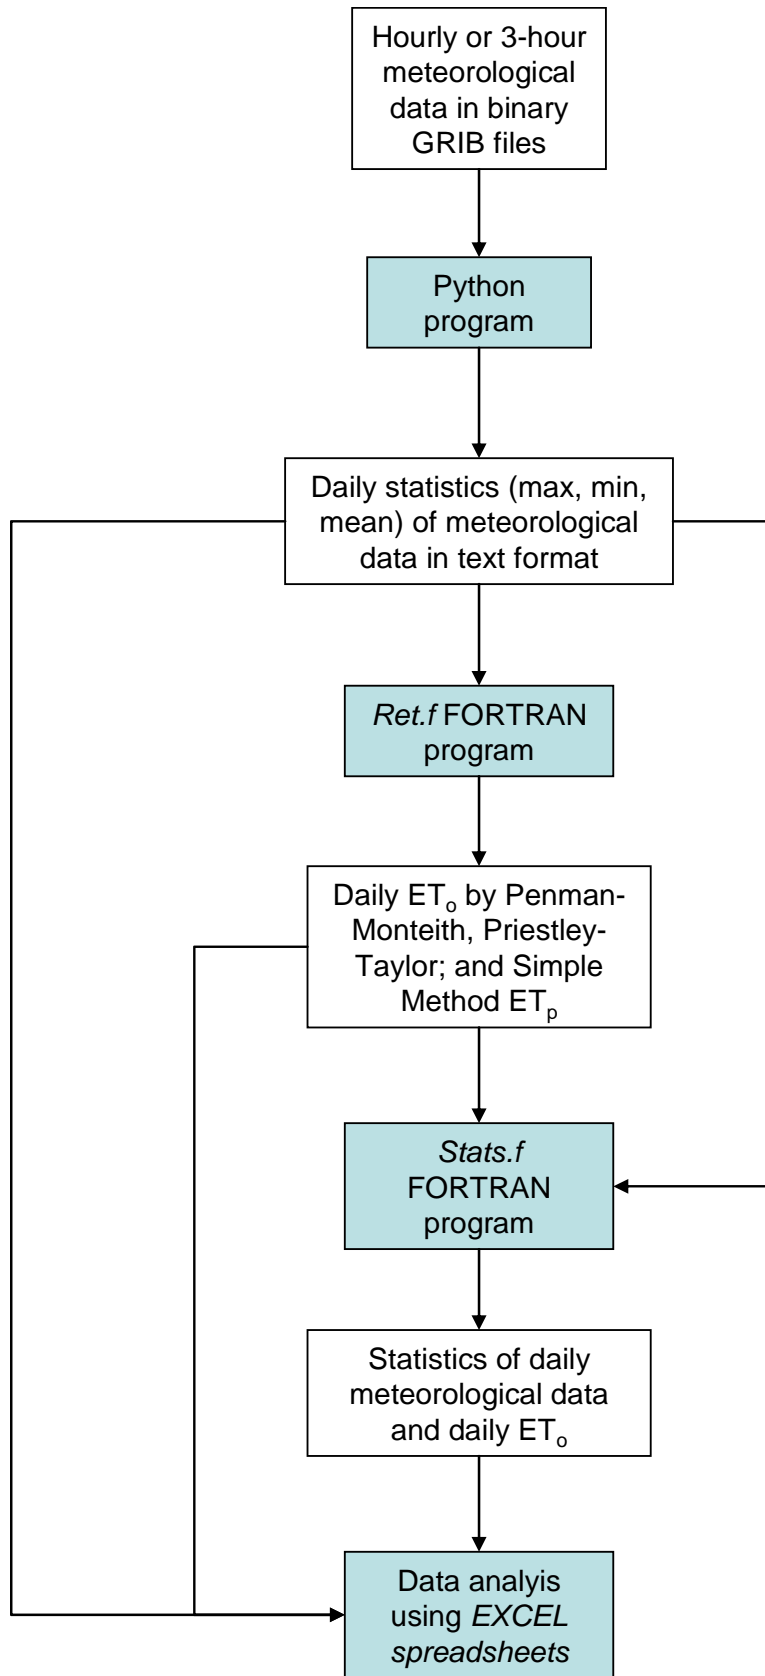 Hourly or 3-hour
meteorological
data in binary
GRIB files
Python
program
Daily statistics (max, min,
mean) of meteorological
data in text format
Ret.f FORTRAN
program
Daily ETo by Penman-
Monteith, Priestley-
Taylor; and Simple
Method ETp
Stats.f
FORTRAN
program
Statistics of daily
meteorological data
and daily ETo
Data analyis
using EXCEL
spreadsheets